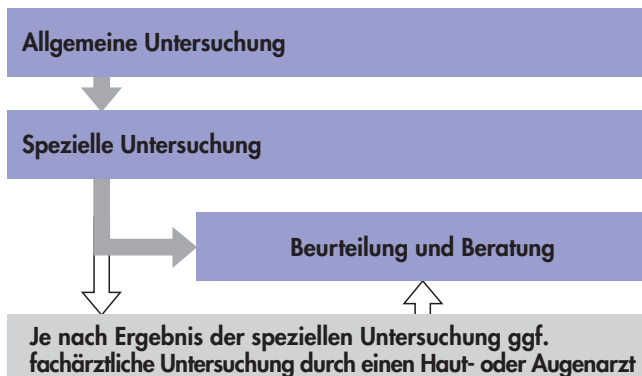 Allgemeine Untersuchung
Spezielle Untersuchung
Beurteilung und Beratung
Je nach Ergebnis der speziellen Untersuchung ggf.
fachärztliche Untersuchung durch einen Haut- oder Augenarzt